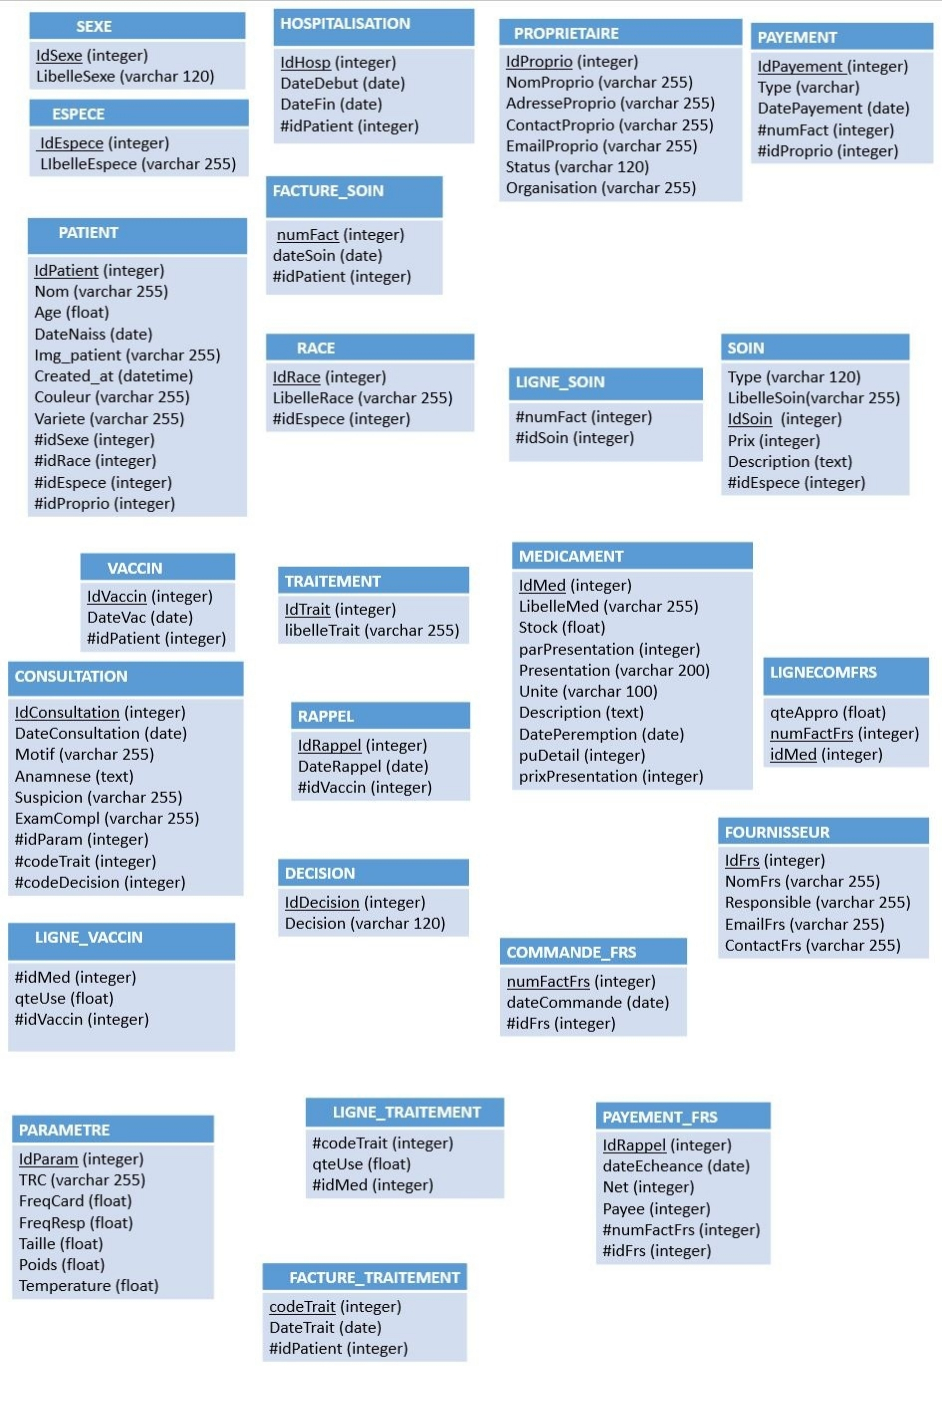 SEXE
IdSexe (integer)
LibelleSexe (varchar 120)
ESPECE
IdEspece (integer)
LIbelleEspece (varchar 255)
HOSPITALISATION
IdHosp (integer)
DateDebut (date)
DateFin (date)
#idPatient (integer)
PROPRIETAIRE
IdProprio (integer)
NomProprio (varchar 255)
AdresseProprio (varchar 255)
ContactProprio (varchar 255)
EmailProprio (varchar 255)
Status (varchar 120)
Organisation (varchar 255)
PAYEMENT
IdPayement (integer)
Type (varchar)
DatePayement (date)
#numFact (integer)
#idProprio (integer)
PATIENT
IdPatient (integer)
Nom (varchar 255)
Age (float)
DateNaiss (date)
Img_patient (varchar 255)
Created_at (datetime)
Couleur (varchar 255)
Variete (varchar 255)
#idSexe (integer)
#idRace (integer)
#idEspece (integer)
#idProprio (integer)
FACTURE_SOIN
numFact (integer)
dateSoin (date)
#idPatient (integer)
RACE
IdRace (integer)
LibelleRace (varchar 255)
#idEspece (integer)
LIGNE_SOIN
#numFact (integer)
#idSoin (integer)
SOIN
Type (varchar 120)
LibelleSoin(varchar 255)
IdSoin (integer)
Prix (integer)
Description (text)
#idEspece (integer)
VACCIN
IdVaccin (integer)
DateVac (date)
#idPatient (integer)
TRAITEMENT
IdTrait (integer)
libelleTrait (varchar 255)
MEDICAMENT
IdMed (integer)
LibelleMed (varchar 255)
Stock (float)
parPresentation (integer)
Presentation (varchar 200)
Unite (varchar 100)
Description (text)
DatePeremption (date)
puDetail (integer)
prixPresentation (integer)
LIGNECOMFRS
qteAppro (float)
numFactFrs (integer)
idMed (integer)
CONSULTATION
IdConsultation (integer)
DateConsultation (date)
Motif (varchar 255)
Anamnese (text)
Suspicion (varchar 255)
ExamCompl (varchar 255)
#idParam (integer)
#codeTrait (integer)
#codeDecision (integer)
RAPPEL
IdRappel (integer)
DateRappel (date)
#idVaccin (integer)
DECISION
IdDecision (integer)
Decision (varchar 120)
FOURNISSEUR
IdFrs (integer)
NomFrs (varchar 255)
Responsible (varchar 255)
EmailFrs (varchar 255)
ContactFrs (varchar 255)
LIGNE_VACCIN
#idMed (integer)
qteUse (float)
#idVaccin (integer)
COMMANDE_FRS
numFactFrs (integer)
dateCommande (date)
#idFrs (integer)
PARAMETRE
IdParam (integer)
TRC (varchar 255)
FreqCard (float)
FreqResp (float)
Taille (float)
Poids (float)
Temperature (float)
LIGNE_TRAITEMENT
#codeTrait (integer)
qteUse (float)
#idMed (integer)
PAYEMENT_FRS
IdRappel (integer)
dateEcheance (date)
Net (integer)
Payee (integer)
#numFactFrs (integer)
#idFrs (integer)
FACTURE_TRAITEMENT
codeTrait (integer)
DateTrait (date)
#idPatient (integer)